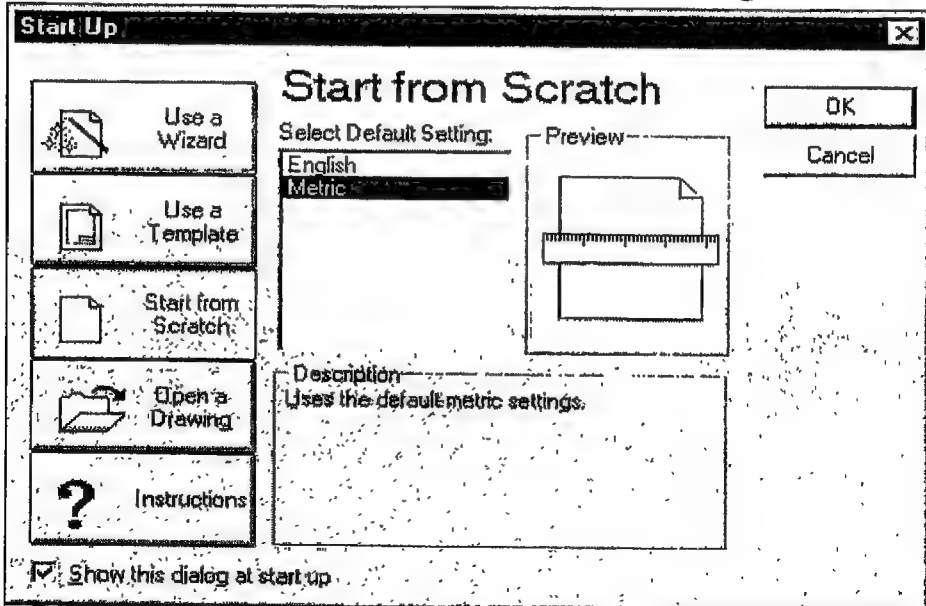 Start Up
Use a
Wizard
Use a
Template
Start from
Scratch
Open a
Drawing
Instructions
Start from Scratch
Select Default Setting:
English
Metric
Preview
Description
Uses the default metric settings.
OK
Cancel
Show this dialog at start up